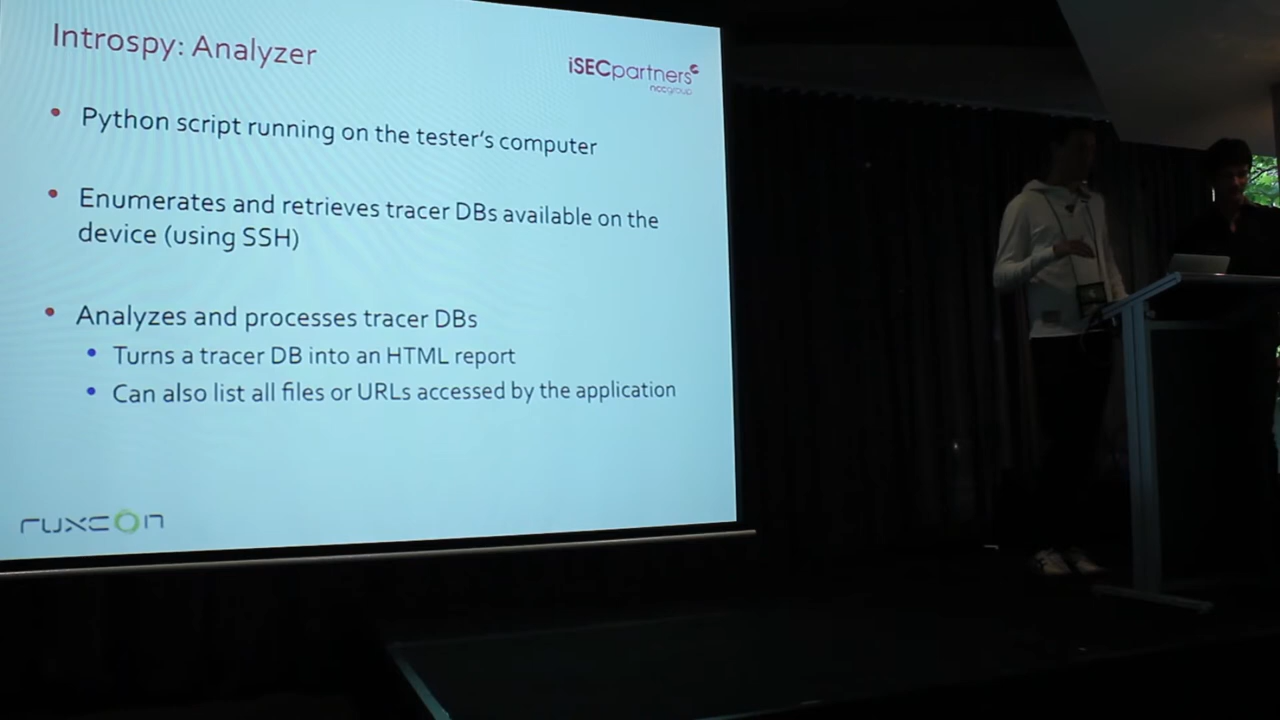 Introspy: Analyzer
iSECpartners
nccgroup
• Python script running on the tester's computer
• Enumerates and retrieves tracer DBs available on the
device (using SSH)
• Analyzes and processes tracer DBs
• Turns a tracer DB into an HTML report
• Can also list all files or URLs accessed by the application
ruxcon